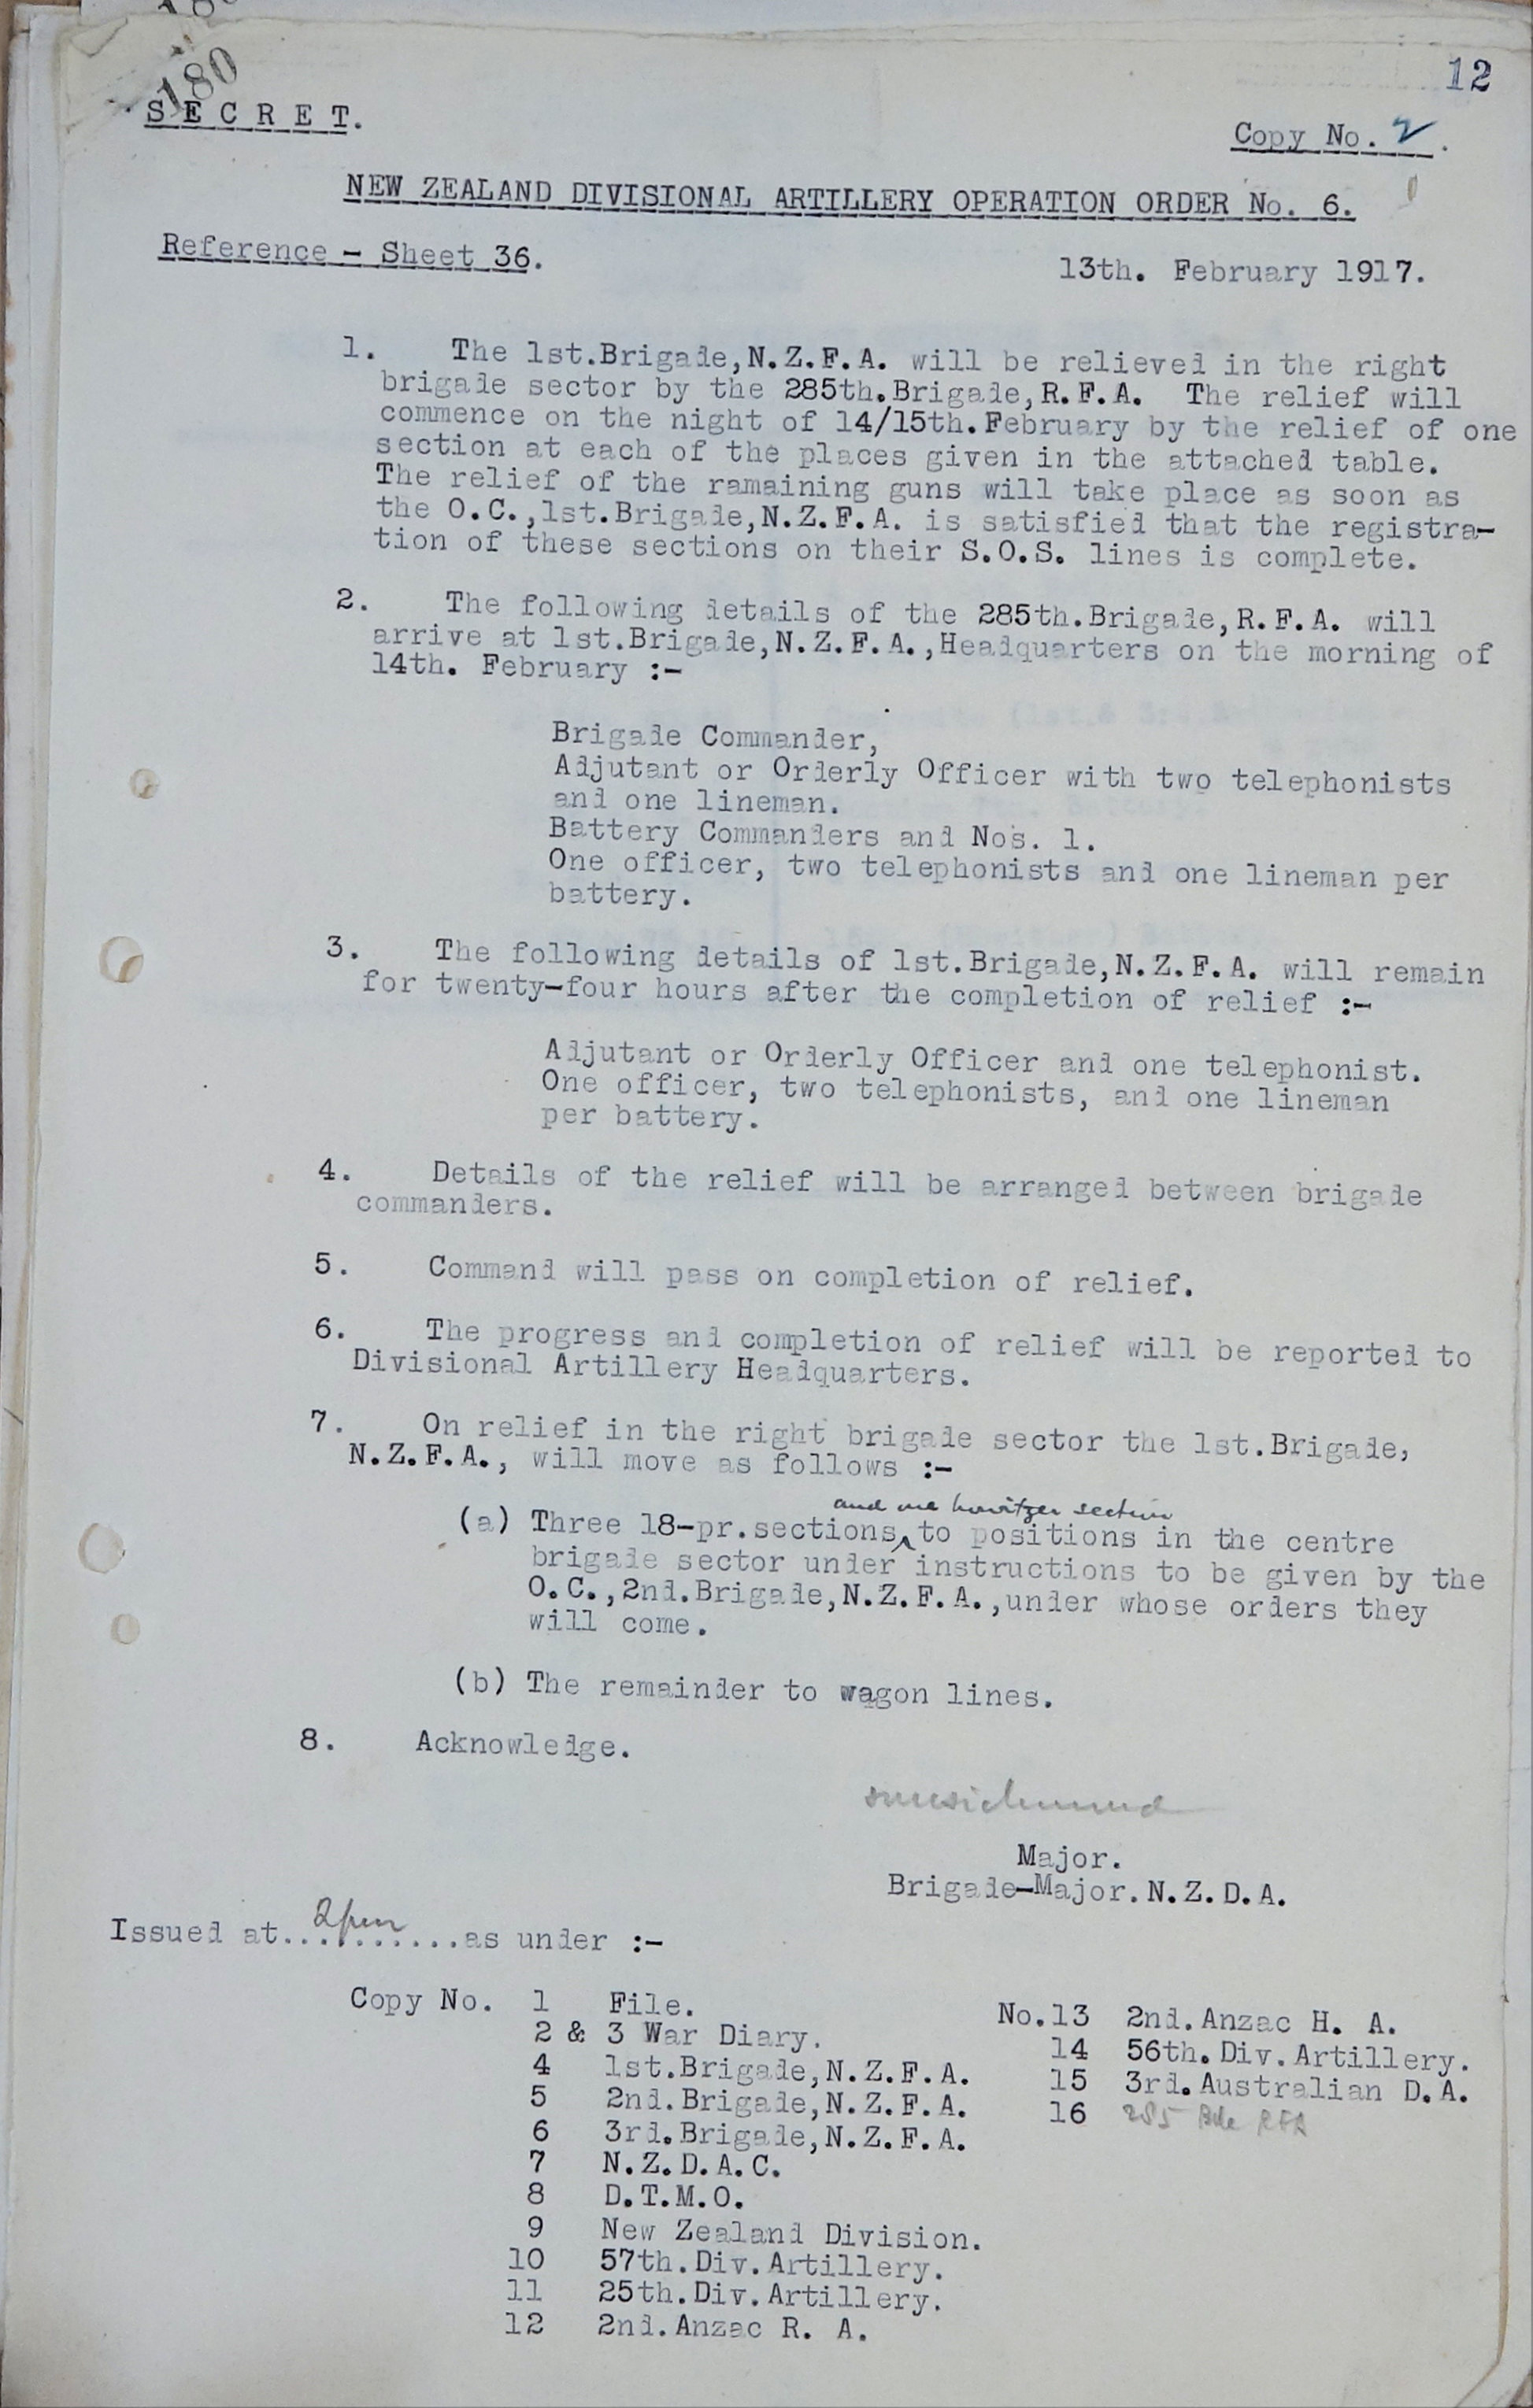 180
12
SECRET.
Copy No. 2.
NEW ZEALAND DIVISIONAL ARTILLERY OPERATION ORDER No. 6.
Reference - Sheet 36.
13th. February 1917.
1. The 1st.Brigade,N.Z.F.A. will be relieved in the right
brigade sector by the 285th.Brigade,R.F.A. The relief will
commence on the night of 14/15th.February by the relief of one
section at each of the places given in the attached table.
The relief of the ramaining guns will take place as soon as
the O.C.,1st.Brigade,N.Z.F.A. is satisfied that the registra-
tion of these sections on their S.O.S. lines is complete.
2. The following details of the 285th.Brigade,R.F.A. will
arrive at 1st.Brigade,N.Z.F.A.,Headquarters on the morning of
14th. February :-
Brigade Commander,
Adjutant or Orderly Officer with two telephonists
and one lineman.
Battery Commanders and Nos. 1.
One officer, two telephonists and one lineman per
battery.
3. The following details of 1st.Brigade,N.Z.F.A. will remain
for twenty-four hours after the completion of relief :-
Adjutant or Orderly Officer and one telephonist.
One officer, two telephonists, and one lineman
per battery.
4. Details of the relief will be arranged between brigade
commanders.
5. Command will pass on completion of relief.
6. The progress and completion of relief will be reported to
Divisional Artillery Headquarters.
7. On relief in the right brigade sector the 1st.Brigade,
N.Z.F.A., will move as follows :-
and one howitzer section
(a) Three 18-pr.sections to positions in the centre
brigade sector under instructions to be given by the
O.C.,2nd.Brigade,N.Z.F.A.,under whose orders they
will come.
(b) The remainder to wagon lines.
8. Acknowledge.
Major.
Brigade-Major.N.Z.D.A.
Issued at..2pm........as under :-
Copy No. 1 File.
2 & 3 War Diary.
4 1st.Brigade,N.Z.F.A.
5 2nd.Brigade,N.Z.F.A.
6 3rd.Brigade,N.Z.F.A.
7 N.Z.D.A.C.
8 D.T.M.O.
9 New Zealand Division.
10 57th.Div.Artillery.
11 25th.Div.Artillery.
12 2nd.Anzac R. A.
No.13 2nd.Anzac H. A.
14 56th.Div.Artillery.
15 3rd.Australian D.A.
16 285 Bde RFA